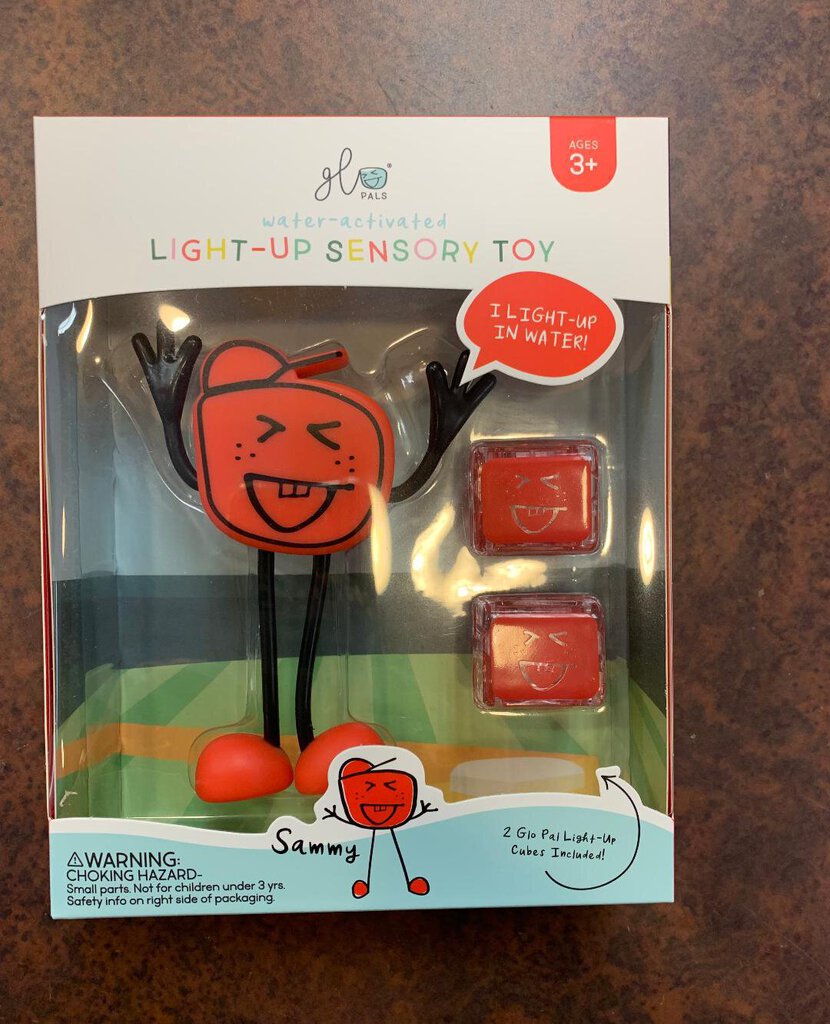 glo®
PALS
AGES
3+
water-activated
LIGHT-UP SENSORY TOY
I LIGHT-UP
IN WATER!
Sammy
2 Glo Pal Light-Up
Cubes Included!
⚠WARNING:
CHOKING HAZARD-
Small parts. Not for children under 3 yrs.
Safety info on right side of packaging.